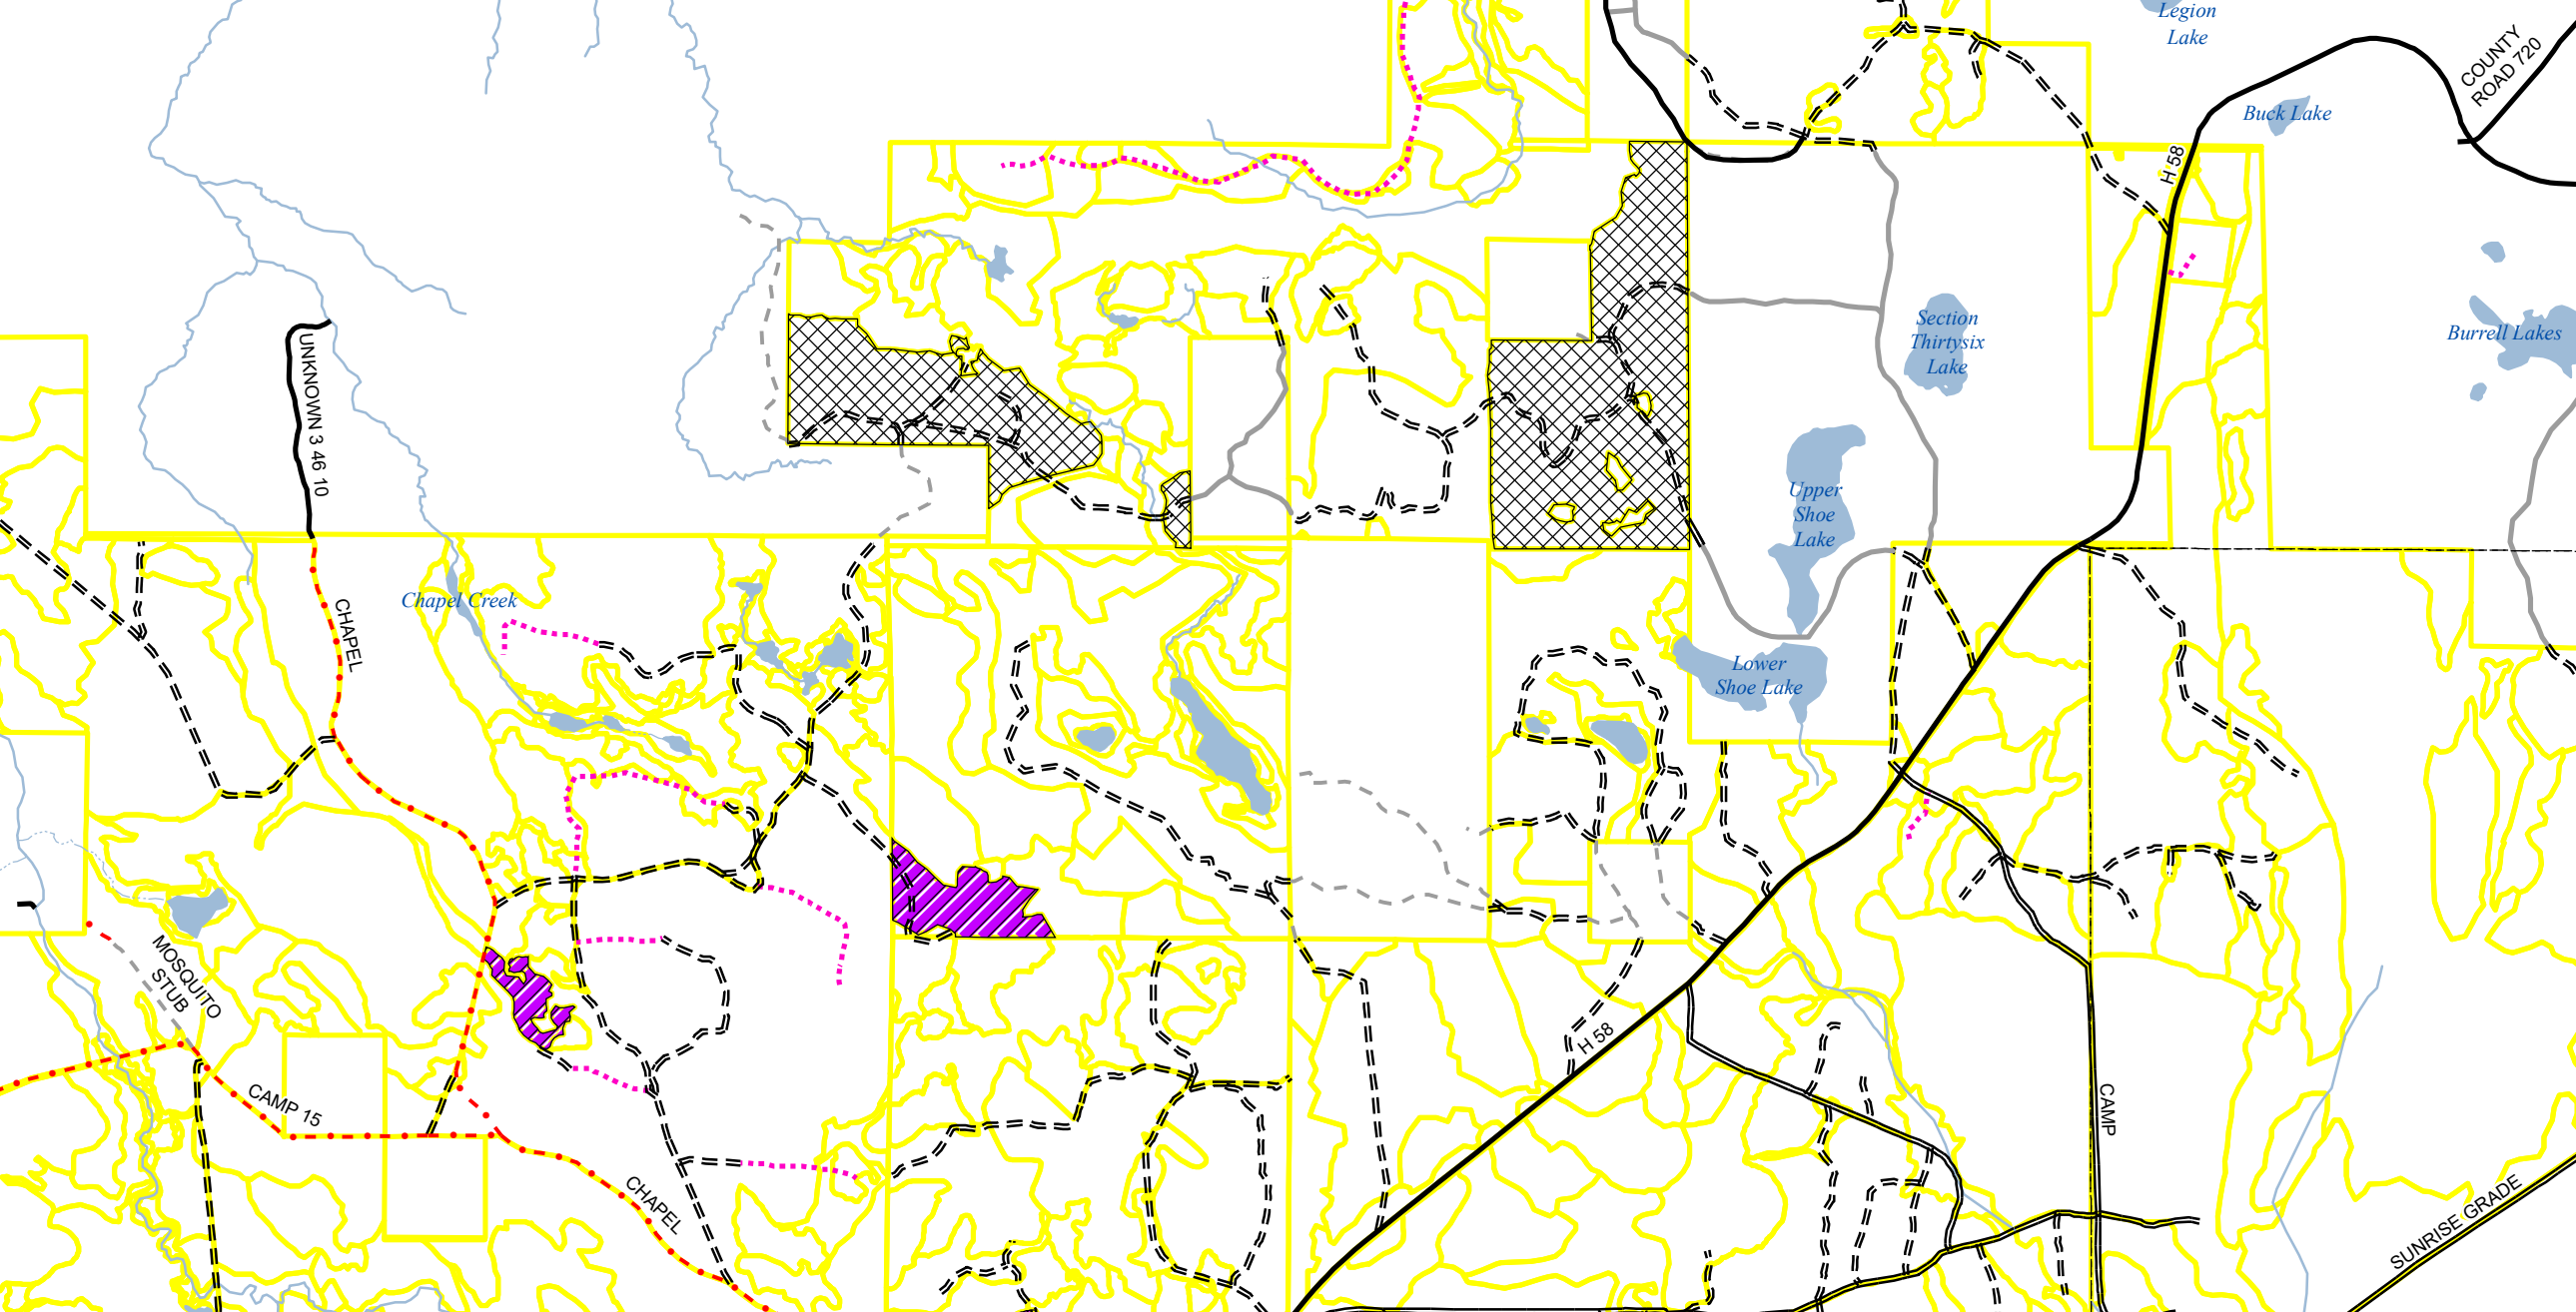 Legion
Lake
COUNTY
ROAD 720
Buck Lake
H 58
Section
Thirtysix
Lake
Burrell Lakes
UNKNOWN 3 46 10
Upper
Shoe
Lake
Chapel Creek
CHAPEL
Lower
Shoe Lake
MOSQUITO
STUB
H 58
CAMP 15
CAMP
CHAPEL
SUNRISE GRADE